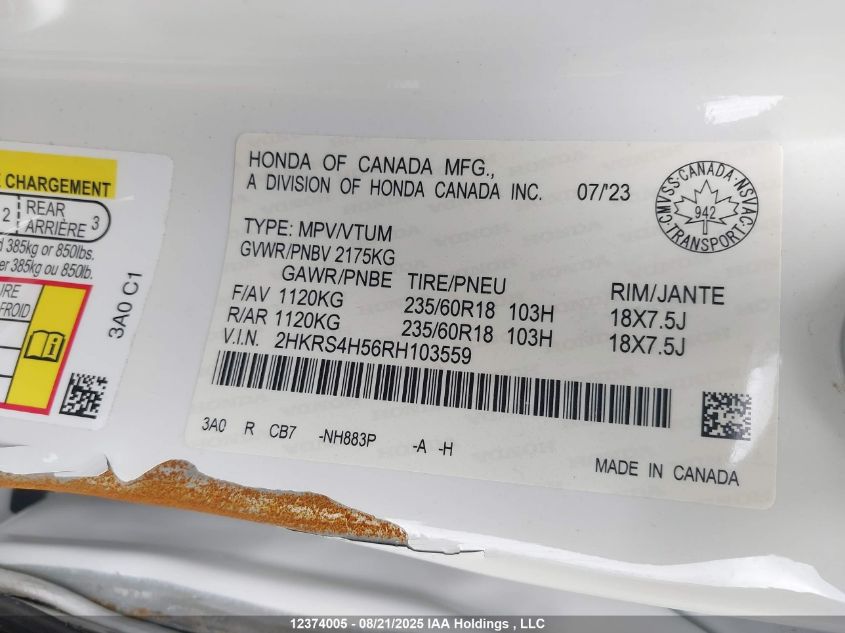 CHARGEMENT
2 REAR ARRIÈRE 3
385kg or 850lbs.
er 385kg ou 850lb.
FROID
3A0 C1
HONDA OF CANADA MFG.,
A DIVISION OF HONDA CANADA INC. 07/'23
CMVSS·CANADA·NSVAC
942
TRANSPORT
TYPE: MPV/VTUM
GVWR/PNBV 2175KG
GAWR/PNBE TIRE/PNEU RIM/JANTE
F/AV 1120KG 235/60R18 103H 18X7.5J
R/AR 1120KG 235/60R18 103H 18X7.5J
V.I.N. 2HKRS4H56RH103559
3A0 R CB7 -NH883P -A -H
MADE IN CANADA
12374005 - 08/21/2025 IAA Holdings , LLC